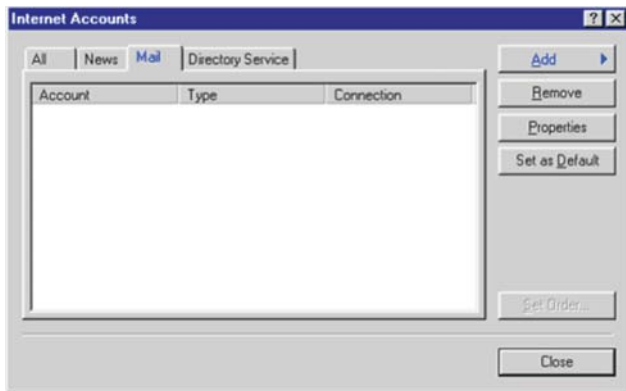 Internet Accounts
All News Mail Directory Service
Account Type Connection
Add
Remove
Properties
Set as Default
Set Order...
Close